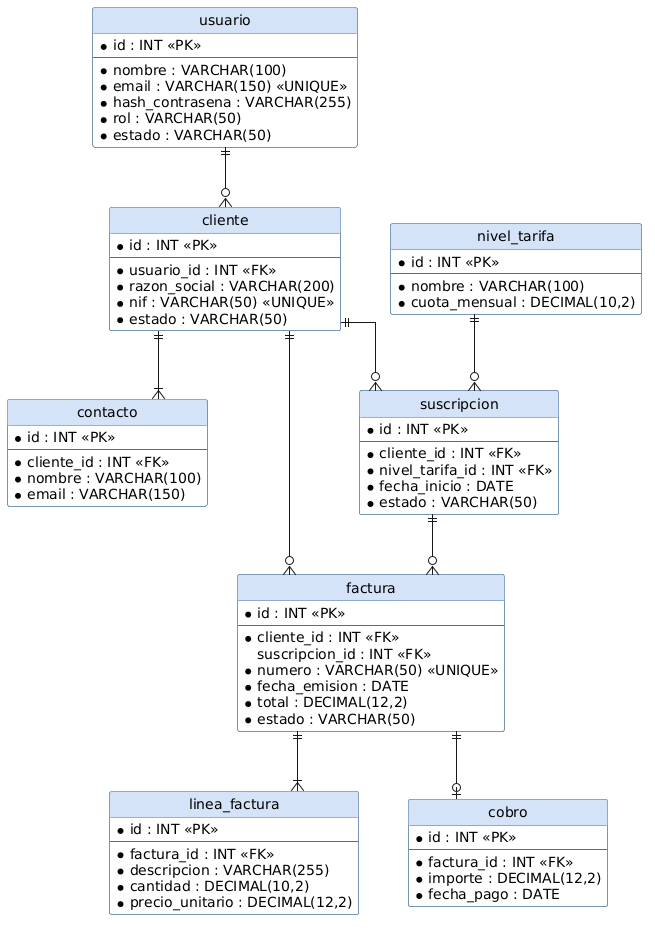 usuario
id : INT «PK»
nombre : VARCHAR(100)
email : VARCHAR(150) «UNIQUE»
hash_contrasena : VARCHAR(255)
rol : VARCHAR(50)
estado : VARCHAR(50)
cliente
id : INT «PK»
usuario_id : INT «FK»
razon_social : VARCHAR(200)
nif : VARCHAR(50) «UNIQUE»
estado : VARCHAR(50)
nivel_tarifa
id : INT «PK»
nombre : VARCHAR(100)
cuota_mensual : DECIMAL(10,2)
contacto
id : INT «PK»
cliente_id : INT «FK»
nombre : VARCHAR(100)
email : VARCHAR(150)
suscripcion
id : INT «PK»
cliente_id : INT «FK»
nivel_tarifa_id : INT «FK»
fecha_inicio : DATE
estado : VARCHAR(50)
factura
id : INT «PK»
cliente_id : INT «FK»
suscripcion_id : INT «FK»
numero : VARCHAR(50) «UNIQUE»
fecha_emision : DATE
total : DECIMAL(12,2)
estado : VARCHAR(50)
linea_factura
id : INT «PK»
factura_id : INT «FK»
descripcion : VARCHAR(255)
cantidad : DECIMAL(10,2)
precio_unitario : DECIMAL(12,2)
cobro
id : INT «PK»
factura_id : INT «FK»
importe : DECIMAL(12,2)
fecha_pago : DATE